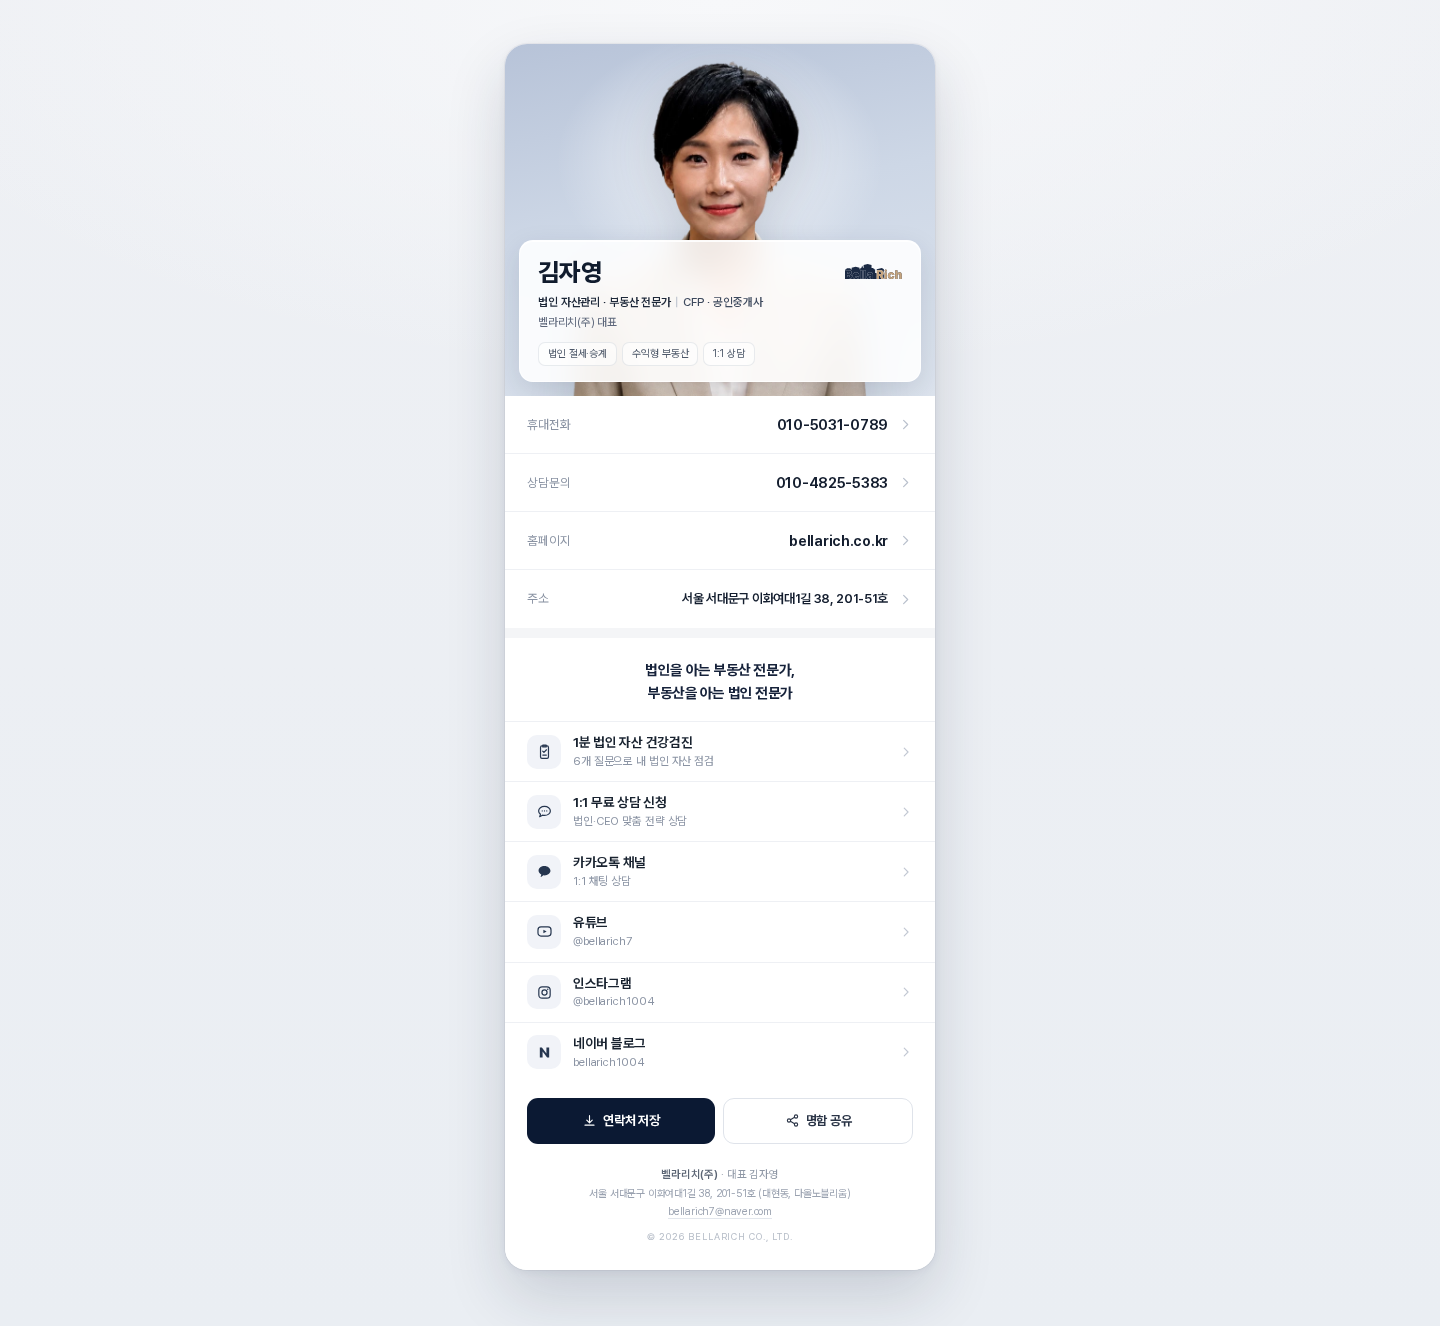 김자영
BellaRich
법인 자산관리 · 부동산 전문가 | CFP · 공인중개사
벨라리치(주) 대표
법인 절세·승계
수익형 부동산
1:1 상담
휴대전화
010-5031-0789
상담문의
010-4825-5383
홈페이지
bellarich.co.kr
주소
서울 서대문구 이화여대1길 38, 201-51호
법인을 아는 부동산 전문가,
부동산을 아는 법인 전문가
1분 법인 자산 건강검진
6개 질문으로 내 법인 자산 점검
1:1 무료 상담 신청
법인·CEO 맞춤 전략 상담
카카오톡 채널
1:1 채팅 상담
유튜브
@bellarich7
인스타그램
@bellarich1004
N
네이버 블로그
bellarich1004
연락처 저장
명함 공유
벨라리치(주) · 대표 김자영
서울 서대문구 이화여대1길 38, 201-51호 (대현동, 다올노블리움)
bellarich7@naver.com
© 2026 BELLARICH CO., LTD.